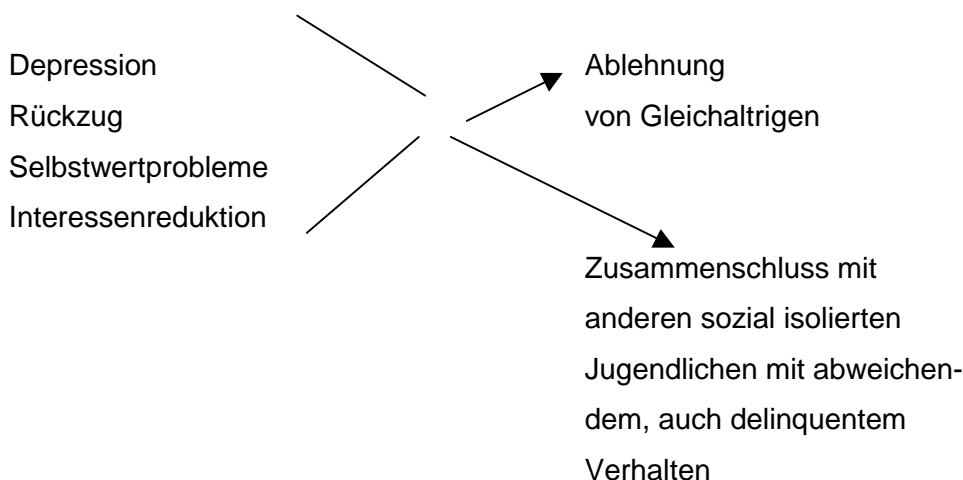 Depression
Rückzug
Selbstwertprobleme
Interessenreduktion
Ablehnung
von Gleichaltrigen
Zusammenschluss mit
anderen sozial isolierten
Jugendlichen mit abweichen-
dem, auch delinquentem
Verhalten